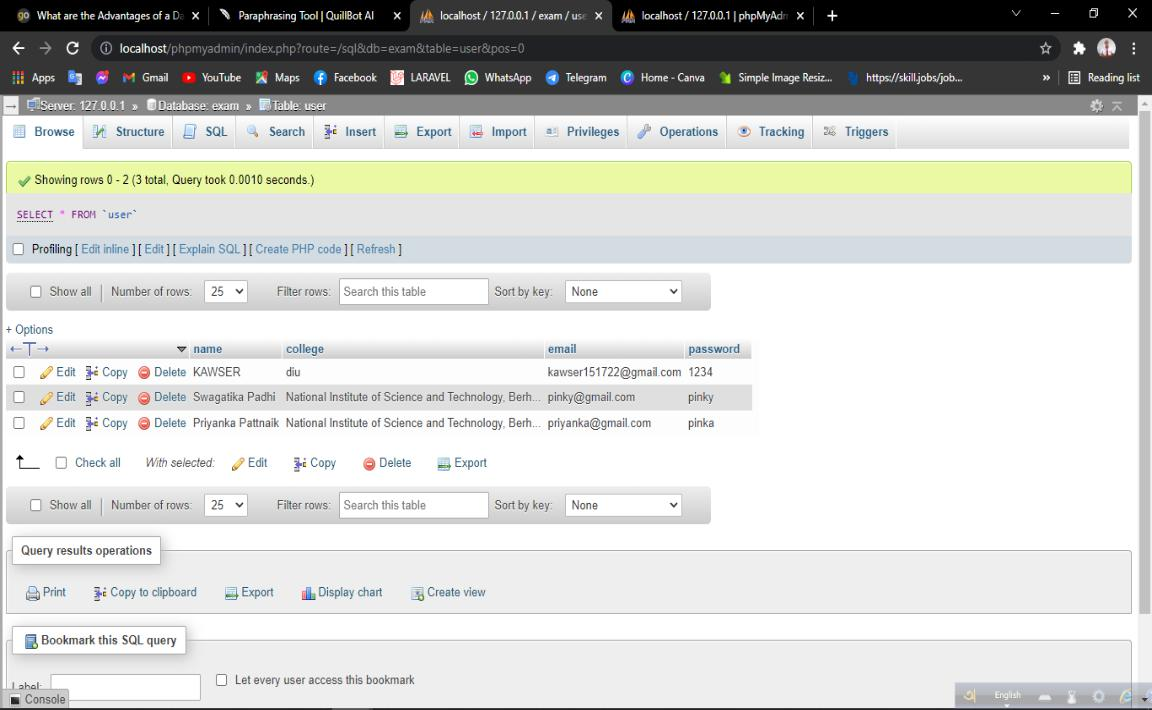 What are the Advantages of a Da
Paraphrasing Tool | QuillBot AI
localhost / 127.0.0.1 / exam / use
localhost / 127.0.0.1 | phpMyAdm
localhost/phpmyadmin/index.php?route=/sql&db=exam&table=user&pos=0
Apps Gmail YouTube Maps Facebook LARAVEL WhatsApp Telegram Home - Canva Simple Image Resiz... https://skill.jobs/job... » Reading list
Server: 127.0.0.1 » Database: exam » Table: user
Browse Structure SQL Search Insert Export Import Privileges Operations Tracking Triggers
Showing rows 0 - 2 (3 total, Query took 0.0010 seconds.)
SELECT * FROM `user`
Profiling [ Edit inline ] [ Edit ] [ Explain SQL ] [ Create PHP code ] [ Refresh ]
Show all | Number of rows: 25 Filter rows: Search this table Sort by key: None
+ Options
←T→ name college email password
Edit Copy Delete KAWSER diu kawser151722@gmail.com 1234
Edit Copy Delete Swagatika Padhi National Institute of Science and Technology, Berh... pinky@gmail.com pinky
Edit Copy Delete Priyanka Pattnaik National Institute of Science and Technology, Berh... priyanka@gmail.com pinka
Check all With selected: Edit Copy Delete Export
Show all | Number of rows: 25 Filter rows: Search this table Sort by key: None
Query results operations
Print Copy to clipboard Export Display chart Create view
Bookmark this SQL query
Label: Let every user access this bookmark
Console
English